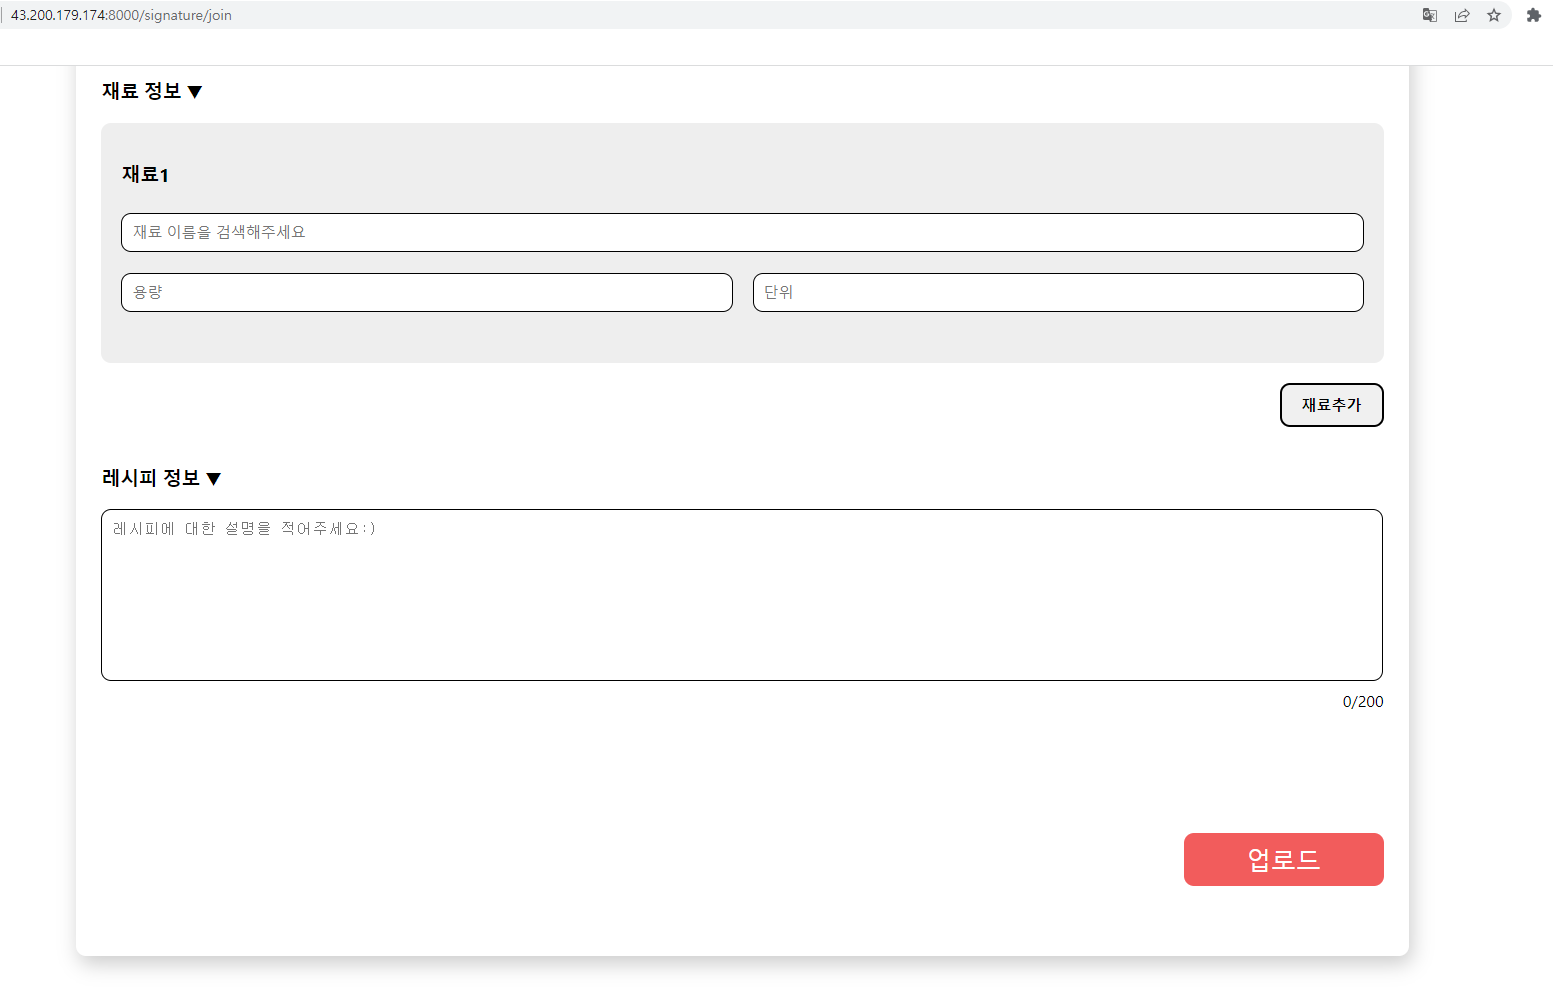 43.200.179.174:8000/signature/join
재료 정보 ▼
재료1
재료 이름을 검색해주세요
용량 단위
재료추가
레시피 정보 ▼
레시피에 대한 설명을 적어주세요:)
0/200
업로드